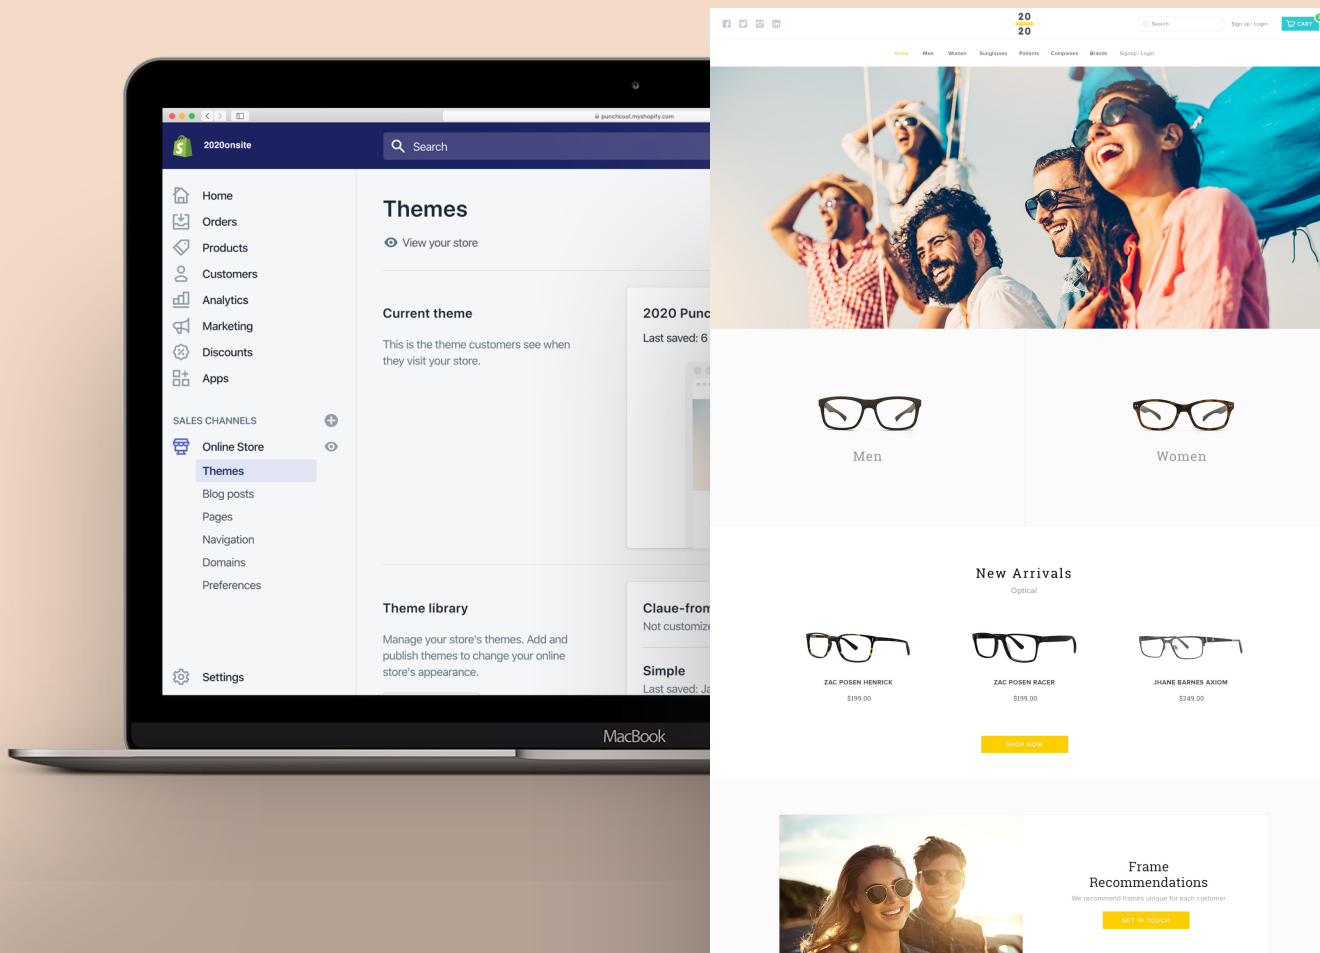 punchcool.myshopify.com
2020onsite
Search
Home
Orders
Products
Customers
Analytics
Marketing
Discounts
Apps
SALES CHANNELS
Online Store
Themes
Blog posts
Pages
Navigation
Domains
Preferences
Settings
Themes
View your store
Current theme
This is the theme customers see when
they visit your store.
2020 Punc
Last saved: 6
Theme library
Manage your store's themes. Add and
publish themes to change your online
store's appearance.
Claue-from
Not customize
Simple
Last saved: Ja
MacBook
20
20
Search
Sign up / Login
CART
Home Men Women Sunglasses Patients Companies Brands Signup / Login
Men
Women
New Arrivals
Optical
ZAC POSEN HENRICK
$199.00
ZAC POSEN RACER
$199.00
JHANE BARNES AXIOM
$249.00
SHOP NOW
Frame
Recommendations
We recommend frames unique for each customer
GET IN TOUCH